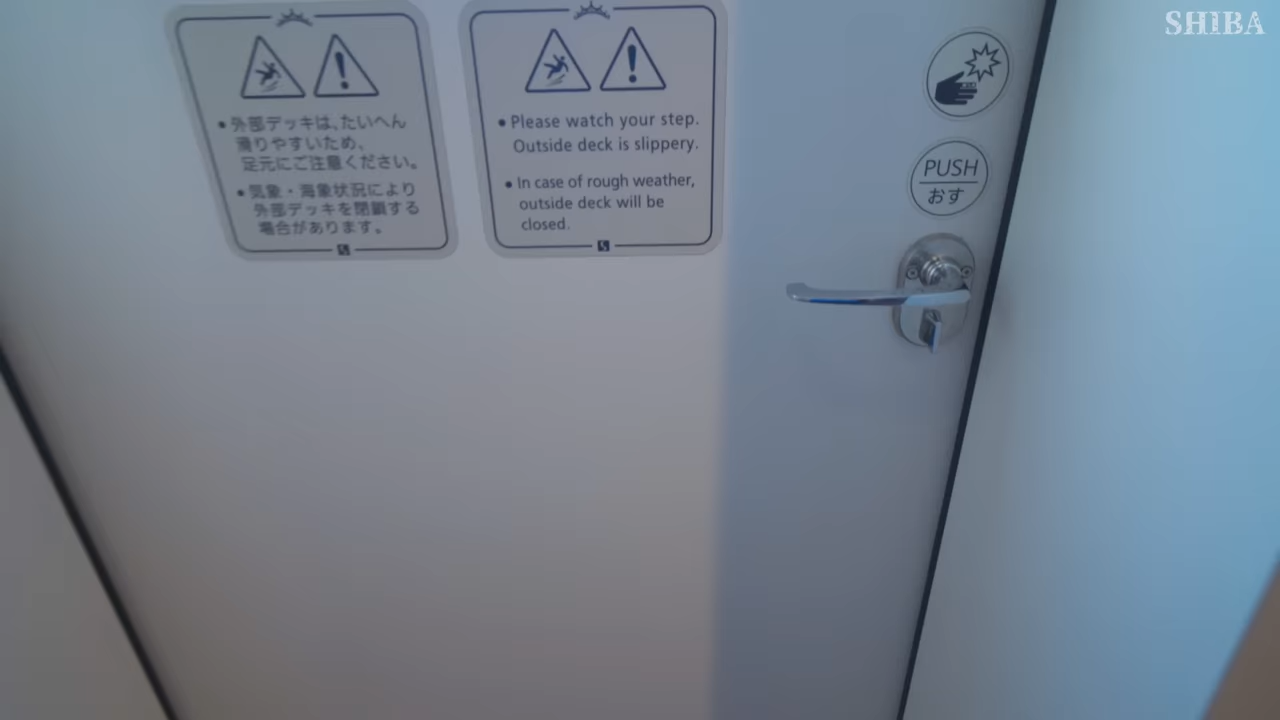 SHIBA
• 外部デッキは、たいへん
滑りやすいため、
足元にご注意ください。
• 気象・海象状況により
外部デッキを閉鎖する
場合があります。
• Please watch your step.
Outside deck is slippery.
• In case of rough weather,
outside deck will be
closed.
PUSH
おす